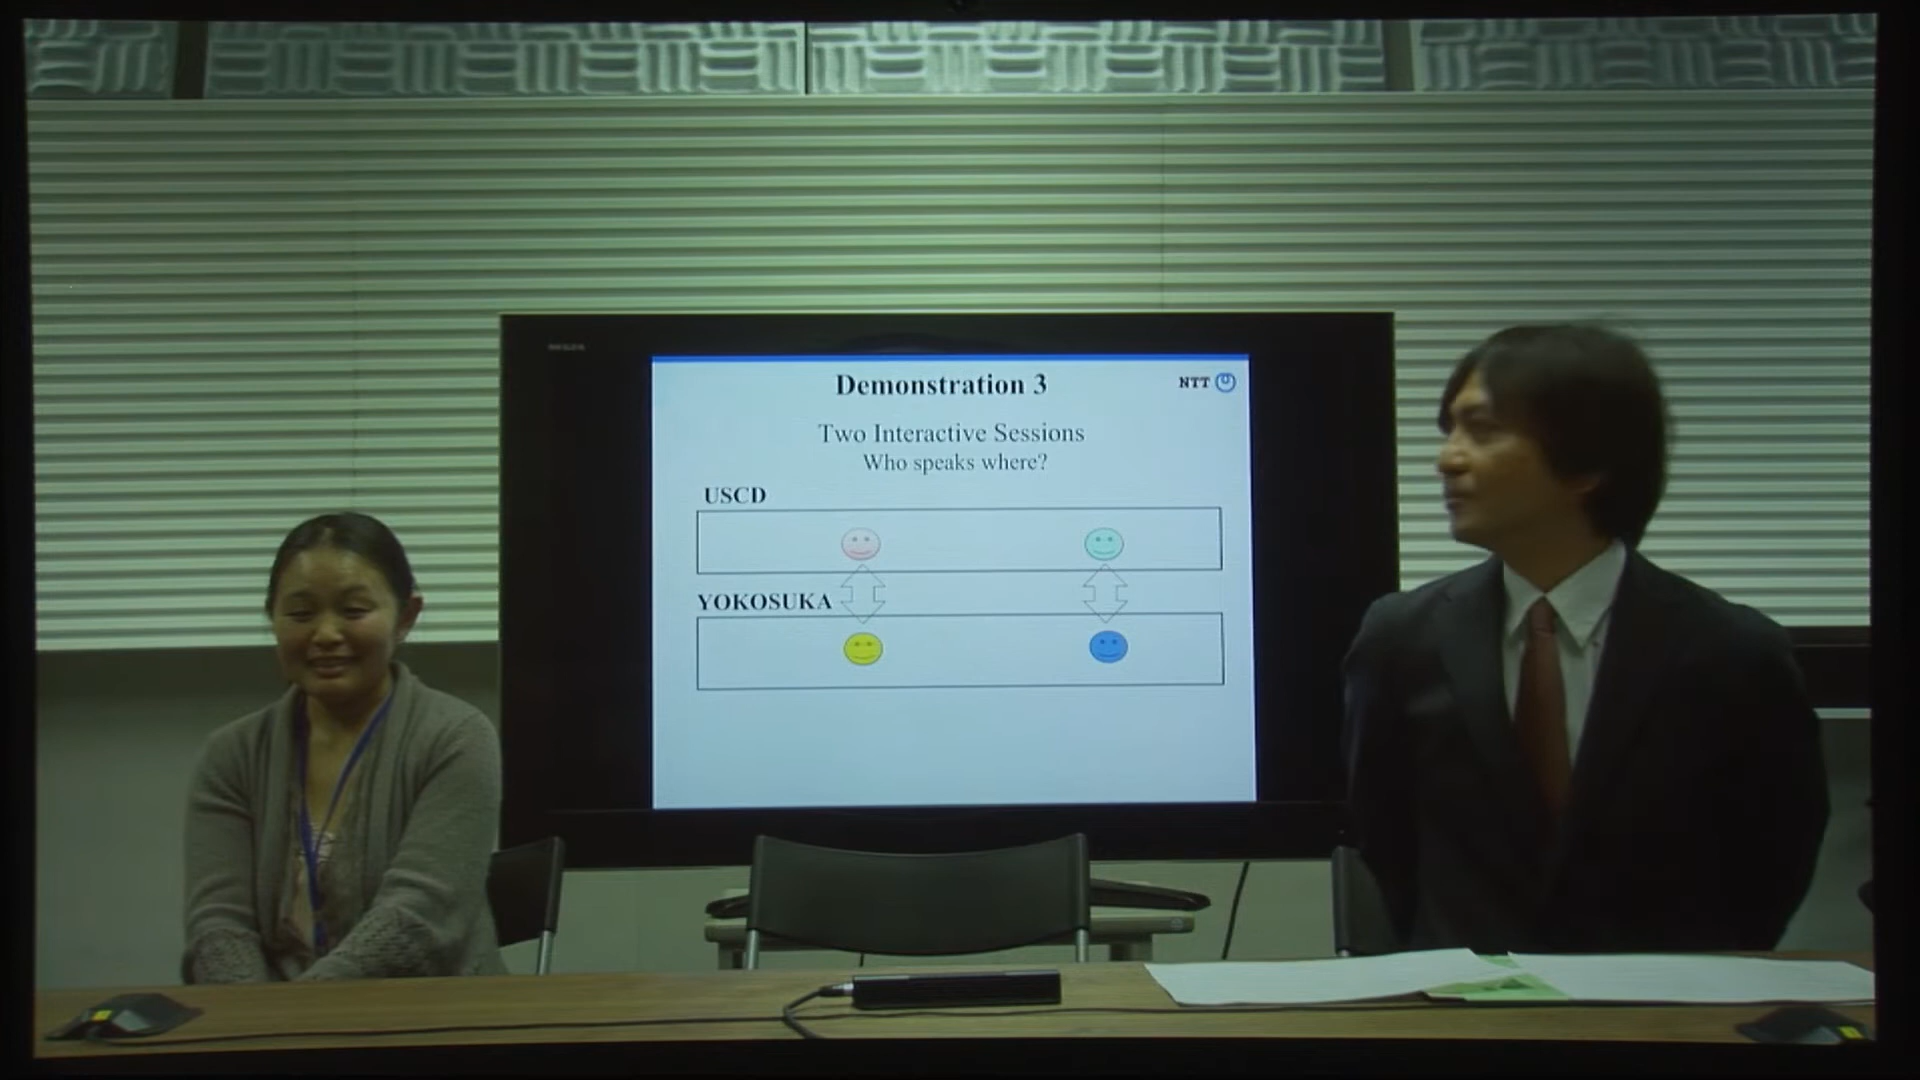 Demonstration 3
NTT
Two Interactive Sessions
Who speaks where?
USCD
YOKOSUKA